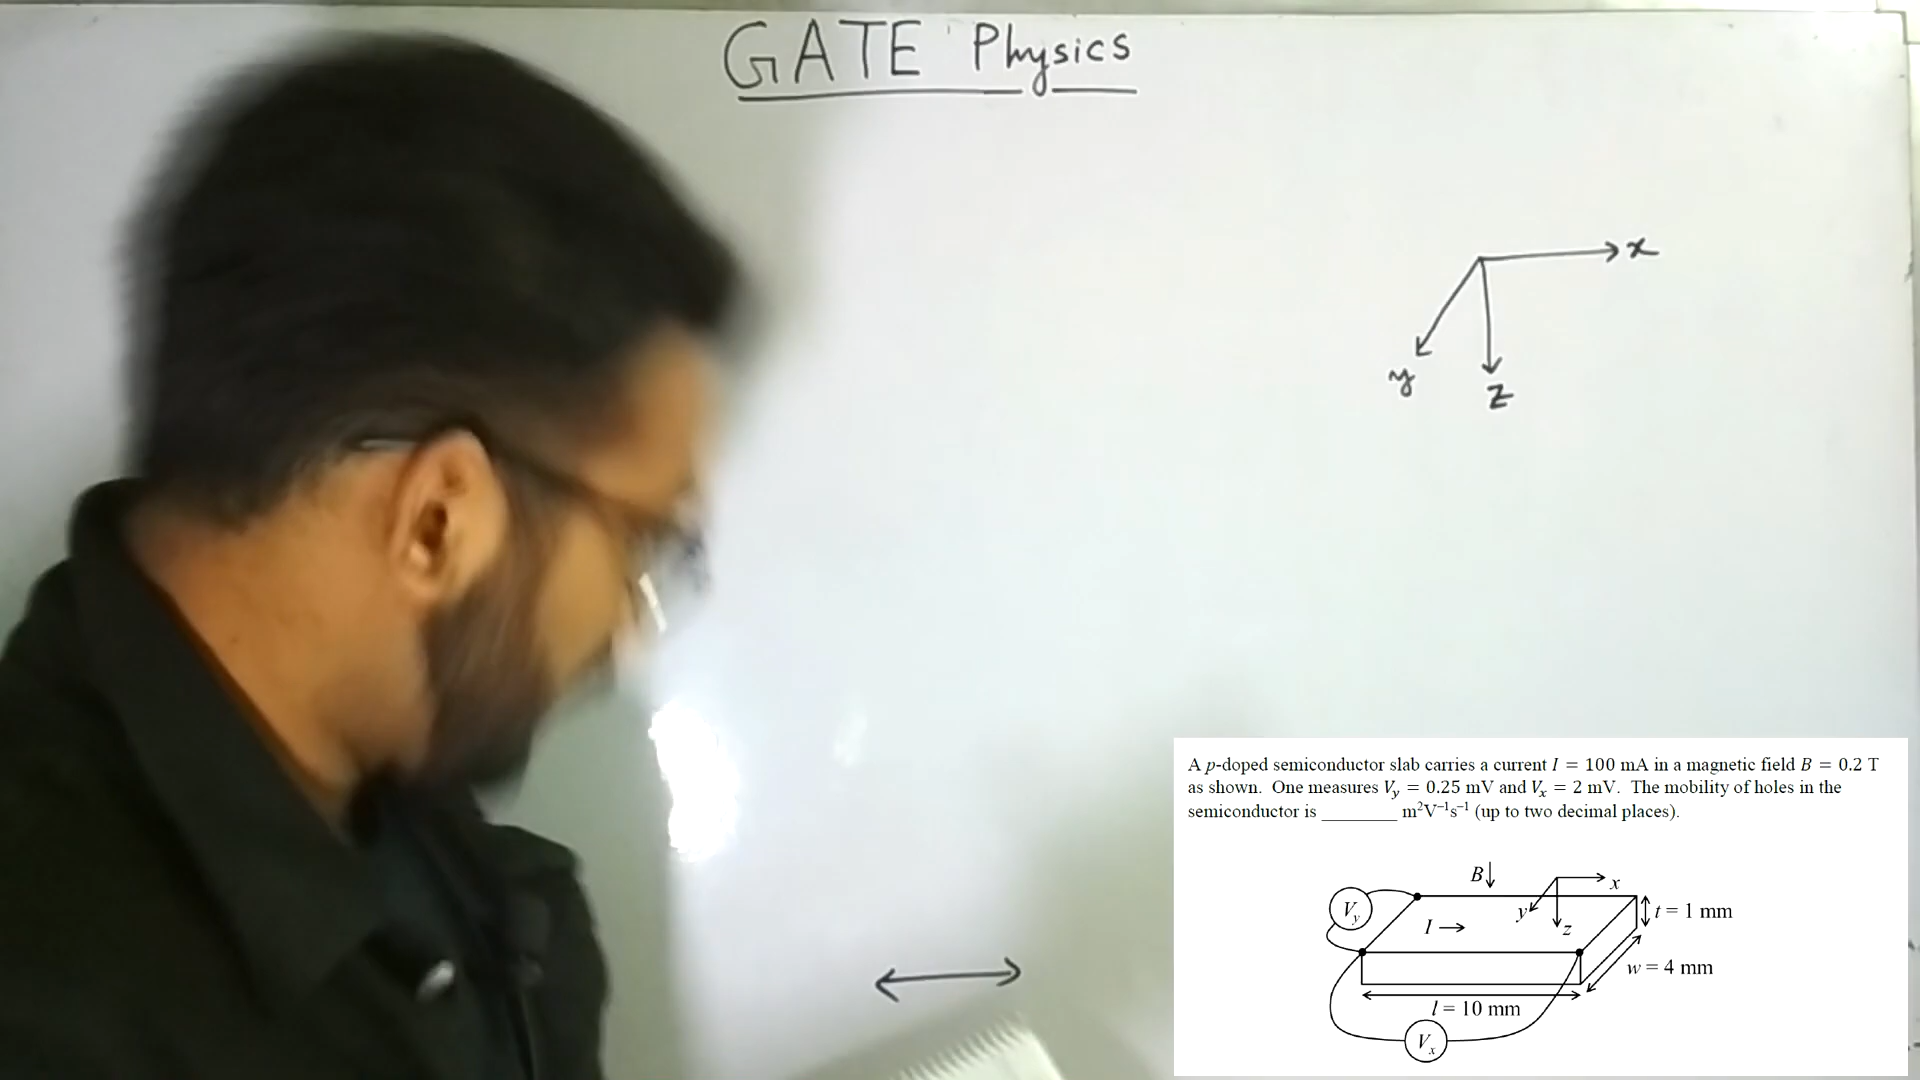 GATE Physics
x
y
z
A p-doped semiconductor slab carries a current I = 100 mA in a magnetic field B = 0.2 T
as shown. One measures Vy = 0.25 mV and Vx = 2 mV. The mobility of holes in the
semiconductor is ________ m²V⁻¹s⁻¹ (up to two decimal places).
B
x
Vy
y
t = 1 mm
I
z
w = 4 mm
l = 10 mm
Vx